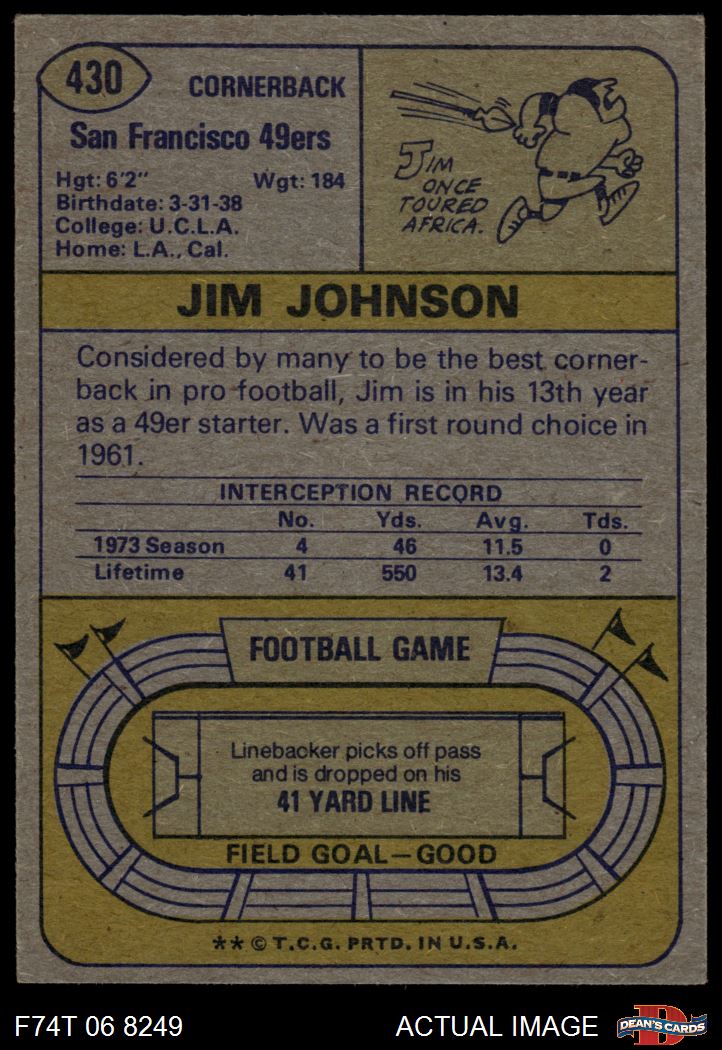 430
CORNERBACK
San Francisco 49ers
Hgt: 6'2" Wgt: 184
Birthdate: 3-31-38
College: U.C.L.A.
Home: L.A., Cal.
JIM
ONCE
TOURED
AFRICA.
JIM JOHNSON
Considered by many to be the best corner-
back in pro football, Jim is in his 13th year
as a 49er starter. Was a first round choice in
1961.
INTERCEPTION RECORD
No. Yds. Avg. Tds.
1973 Season 4 46 11.5 0
Lifetime 41 550 13.4 2
FOOTBALL GAME
Linebacker picks off pass
and is dropped on his
41 YARD LINE
FIELD GOAL—GOOD
** © T.C.G. PRTD. IN U.S.A.
F74T 06 8249 ACTUAL IMAGE
D
DEAN'S CARDS